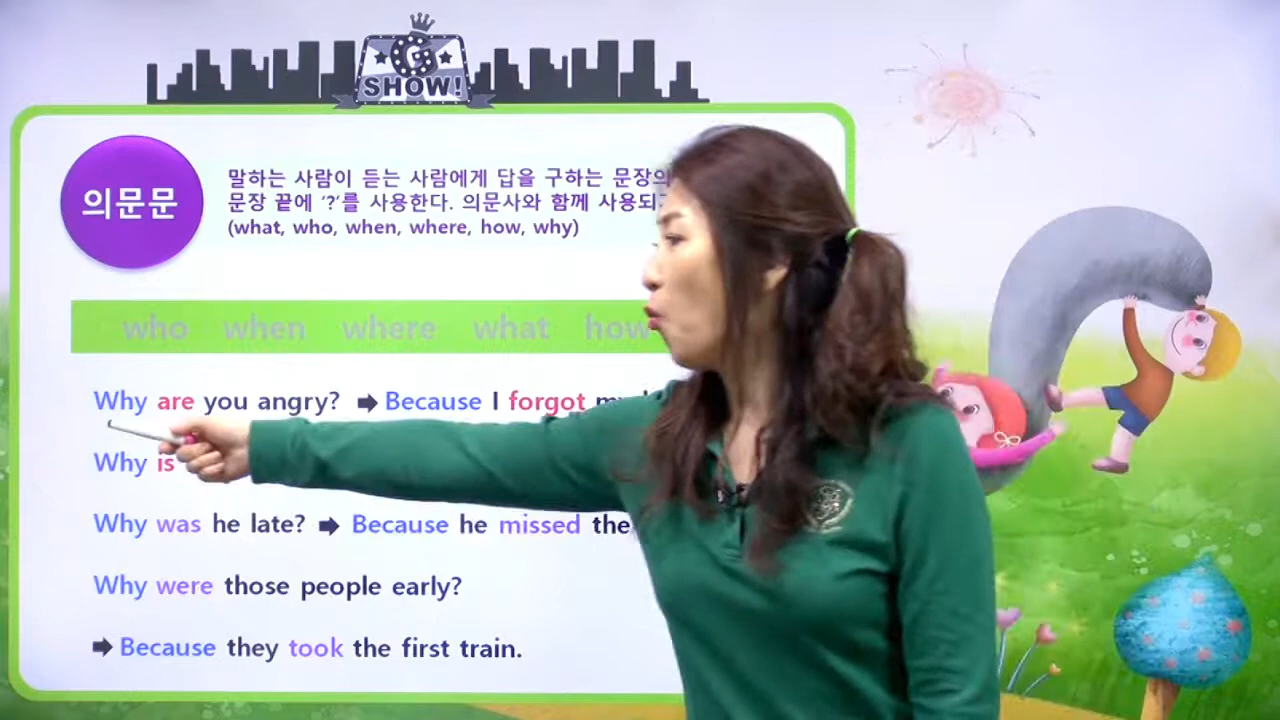 G
SHOW!
의문문
말하는 사람이 듣는 사람에게 답을 구하는 문장의
문장 끝에 '?'를 사용한다. 의문사와 함께
(what, who, when, where, how, why)
who when where what how
Why are you angry? ➡ Because I forgot
Why is
Why was he late? ➡ Because he missed the
Why were those people early?
➡ Because they took the first train.